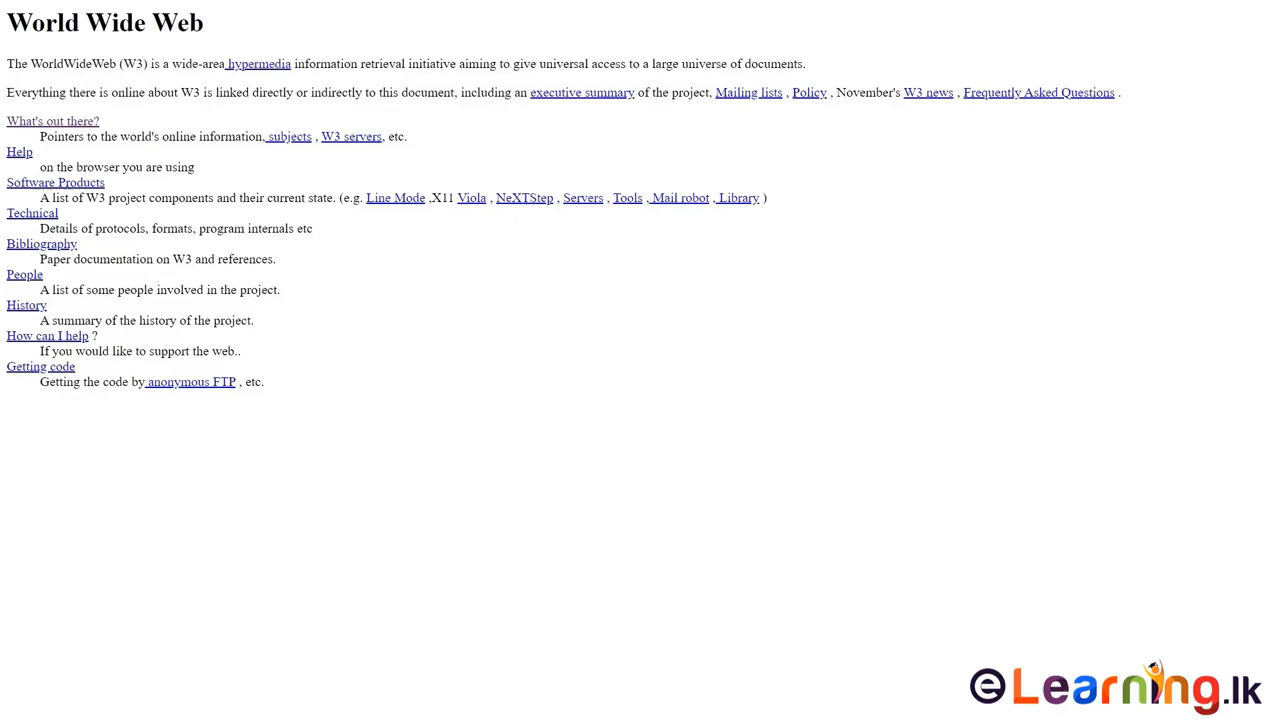 World Wide Web
The WorldWideWeb (W3) is a wide-area hypermedia information retrieval initiative aiming to give universal access to a large universe of documents.
Everything there is online about W3 is linked directly or indirectly to this document, including an executive summary of the project, Mailing lists , Policy , November's W3 news , Frequently Asked Questions .
What's out there?
Pointers to the world's online information, subjects , W3 servers, etc.
Help
on the browser you are using
Software Products
A list of W3 project components and their current state. (e.g. Line Mode ,X11 Viola , NeXTStep , Servers , Tools , Mail robot , Library )
Technical
Details of protocols, formats, program internals etc
Bibliography
Paper documentation on W3 and references.
People
A list of some people involved in the project.
History
A summary of the history of the project.
How can I help ?
If you would like to support the web..
Getting code
Getting the code by anonymous FTP , etc.
e Learning.lk